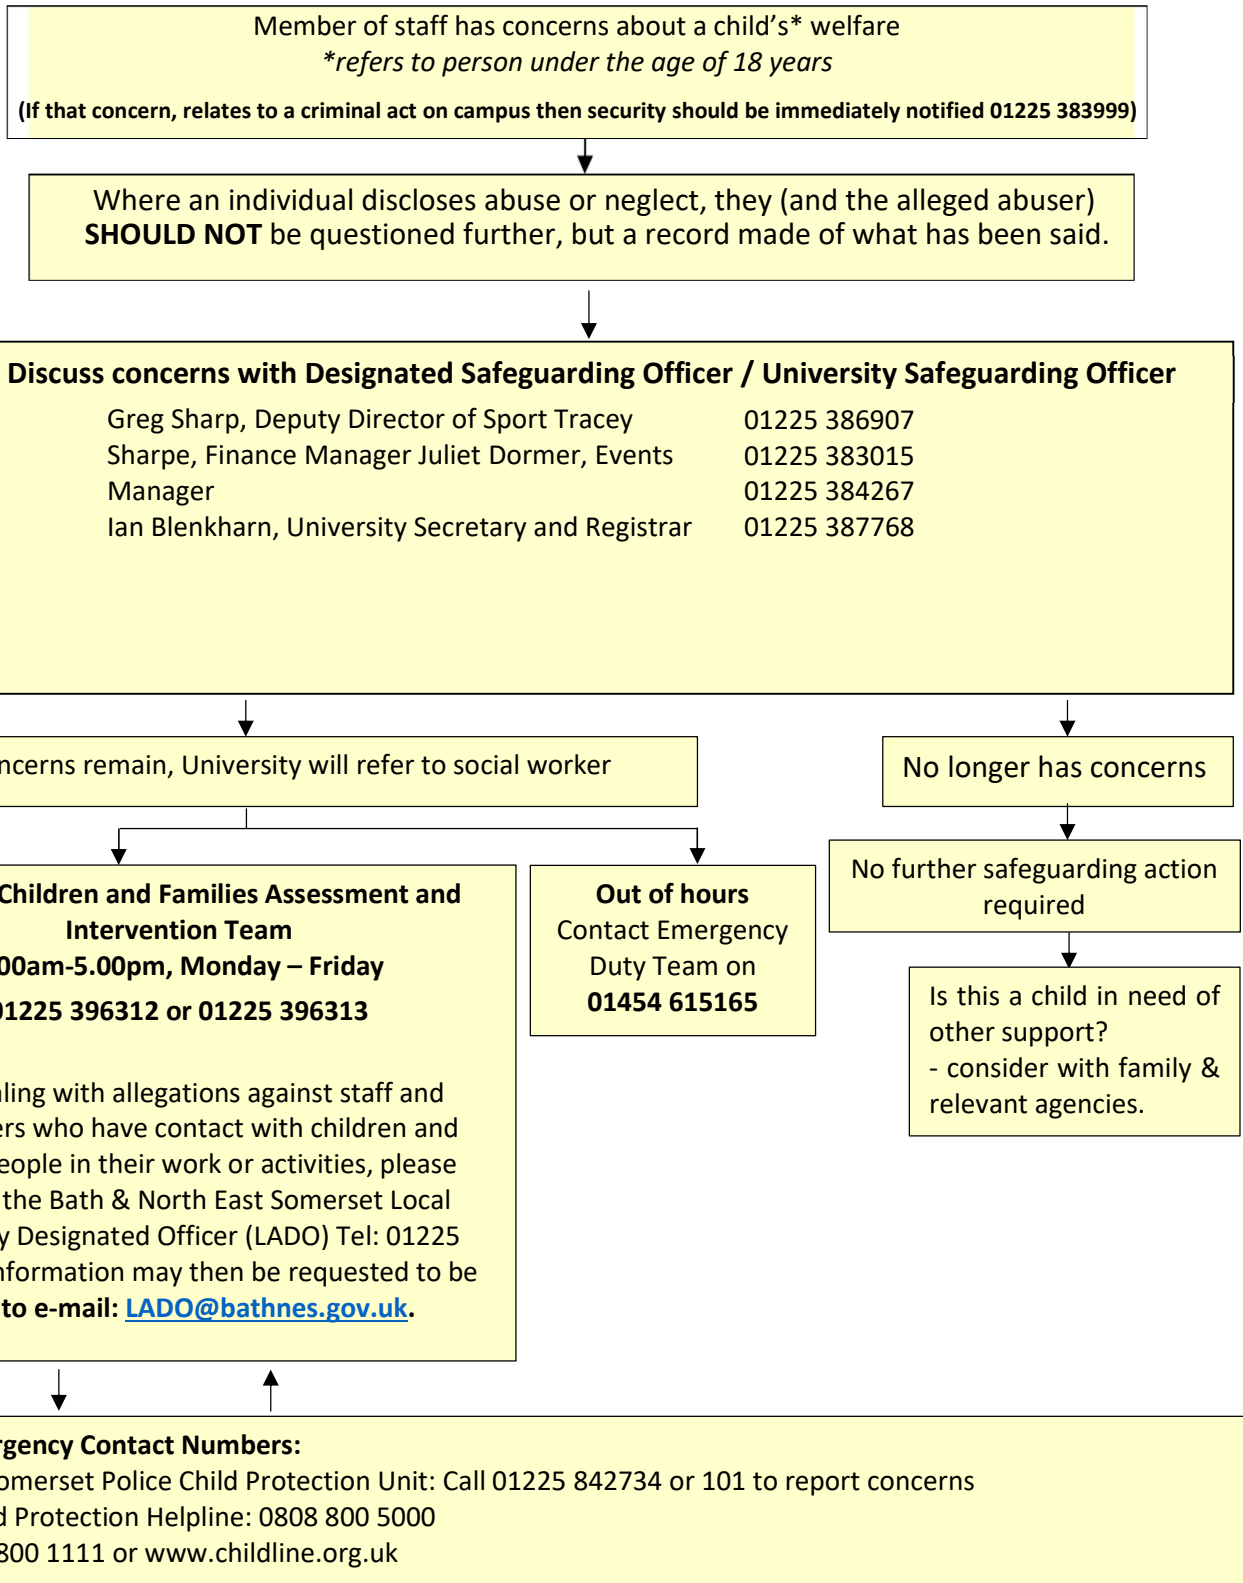 Member of staff has concerns about a child's* welfare
*refers to person under the age of 18 years
(If that concern, relates to a criminal act on campus then security should be immediately notified 01225 383999)
Where an individual discloses abuse or neglect, they (and the alleged abuser)
SHOULD NOT be questioned further, but a record made of what has been said.
Discuss concerns with Designated Safeguarding Officer / University Safeguarding Officer
Greg Sharp, Deputy Director of Sport Tracey 01225 386907
Sharpe, Finance Manager Juliet Dormer, Events 01225 383015
Manager 01225 384267
Ian Blenkharn, University Secretary and Registrar 01225 387768
ncerns remain, University will refer to social worker
No longer has concerns
Children and Families Assessment and
Intervention Team
00am-5.00pm, Monday – Friday
01225 396312 or 01225 396313
ling with allegations against staff and
ers who have contact with children and
eople in their work or activities, please
the Bath & North East Somerset Local
y Designated Officer (LADO) Tel: 01225
nformation may then be requested to be
to e-mail: LADO@bathnes.gov.uk.
Out of hours
Contact Emergency
Duty Team on
01454 615165
No further safeguarding action
required
Is this a child in need of
other support?
- consider with family &
relevant agencies.
rgency Contact Numbers:
omerset Police Child Protection Unit: Call 01225 842734 or 101 to report concerns
d Protection Helpline: 0808 800 5000
800 1111 or www.childline.org.uk